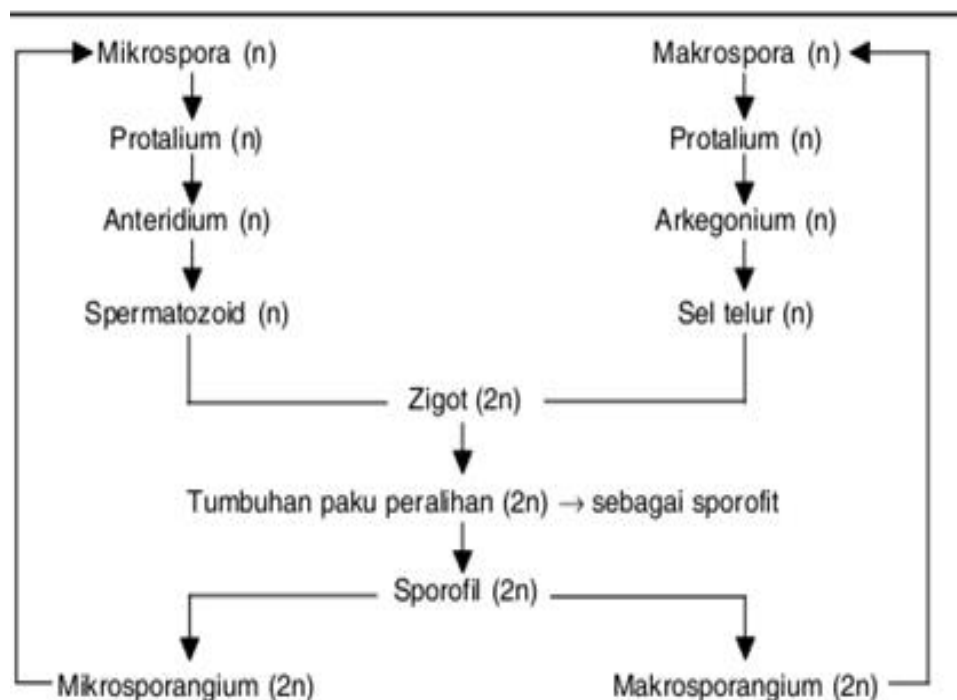 Mikrospora (n)
Makrospora (n)
Protalium (n)
Protalium (n)
Anteridium (n)
Arkegonium (n)
Spermatozoid (n)
Sel telur (n)
Zigot (2n)
Tumbuhan paku peralihan (2n) → sebagai sporofit
Sporofil (2n)
Mikrosporangium (2n)
Makrosporangium (2n)